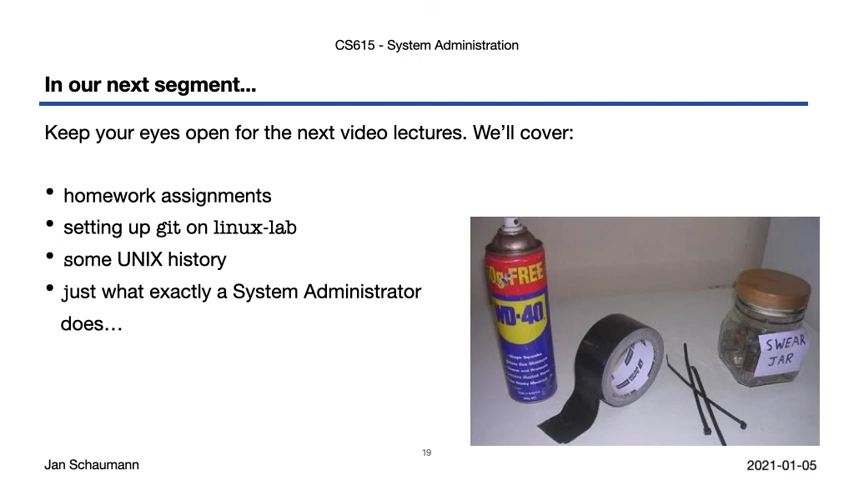 CS615 - System Administration
In our next segment...
Keep your eyes open for the next video lectures. We'll cover:
• homework assignments
• setting up git on linux-lab
• some UNIX history
• just what exactly a System Administrator
does...
FREE
WD-40
SWEAR
JAR
Jan Schaumann
19
2021-01-05